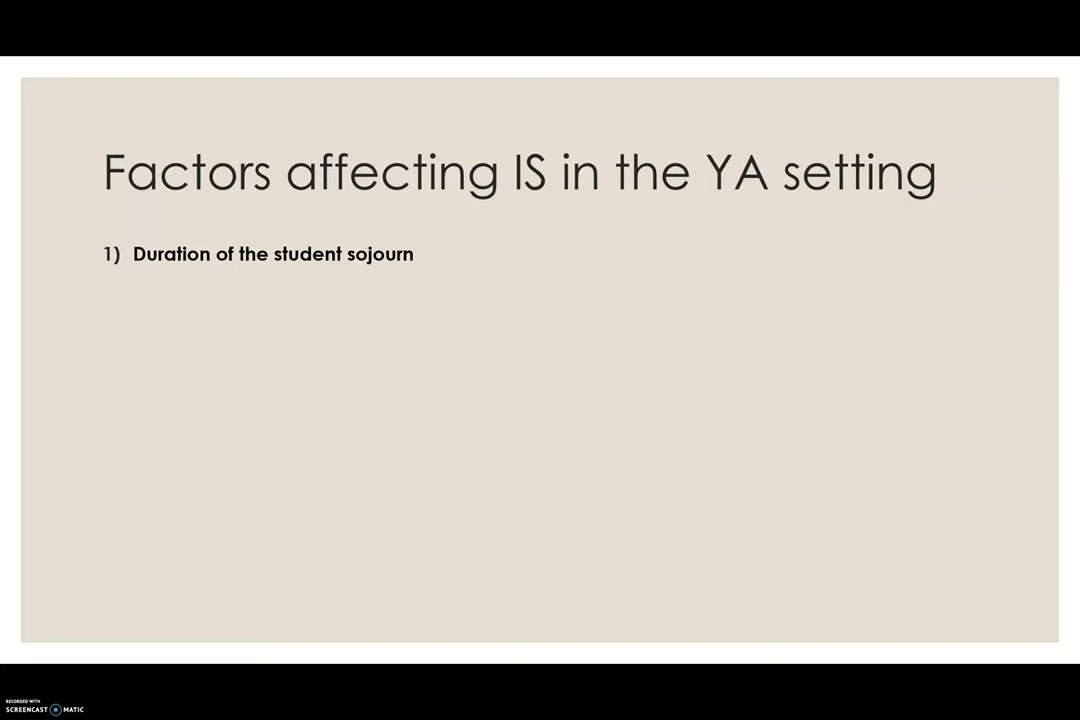 Factors affecting IS in the YA setting
1) Duration of the student sojourn
RECORDED WITH
SCREENCAST MATIC